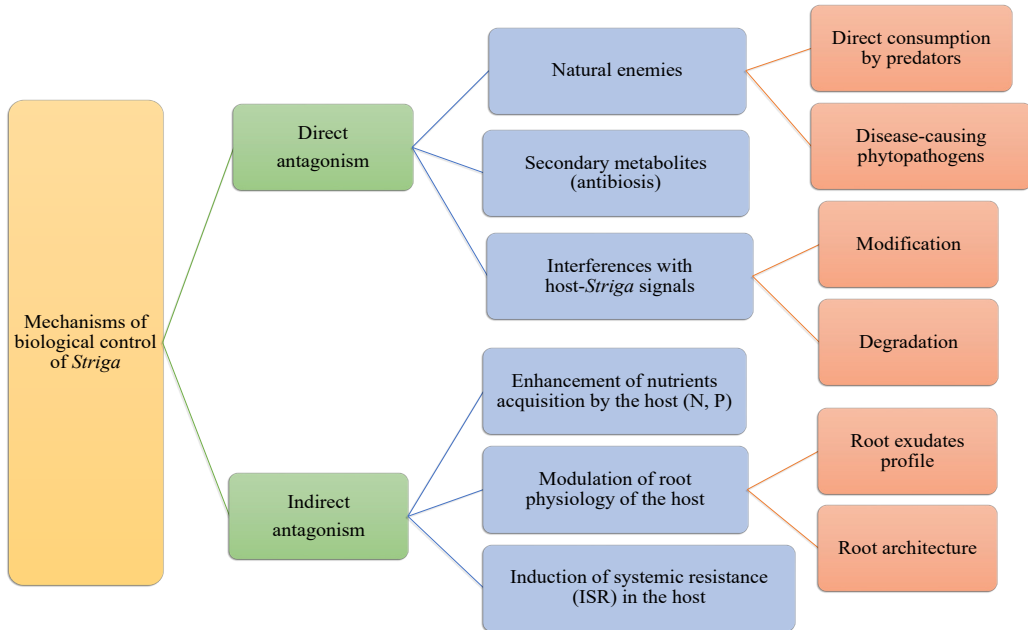 Mechanisms of
biological control
of Striga
Direct
antagonism
Indirect
antagonism
Natural enemies
Secondary metabolites
(antibiosis)
Interferences with
host-Striga signals
Enhancement of nutrients
acquisition by the host (N, P)
Modulation of root
physiology of the host
Induction of systemic resistance
(ISR) in the host
Direct consumption
by predators
Disease-causing
phytopathogens
Modification
Degradation
Root exudates
profile
Root architecture